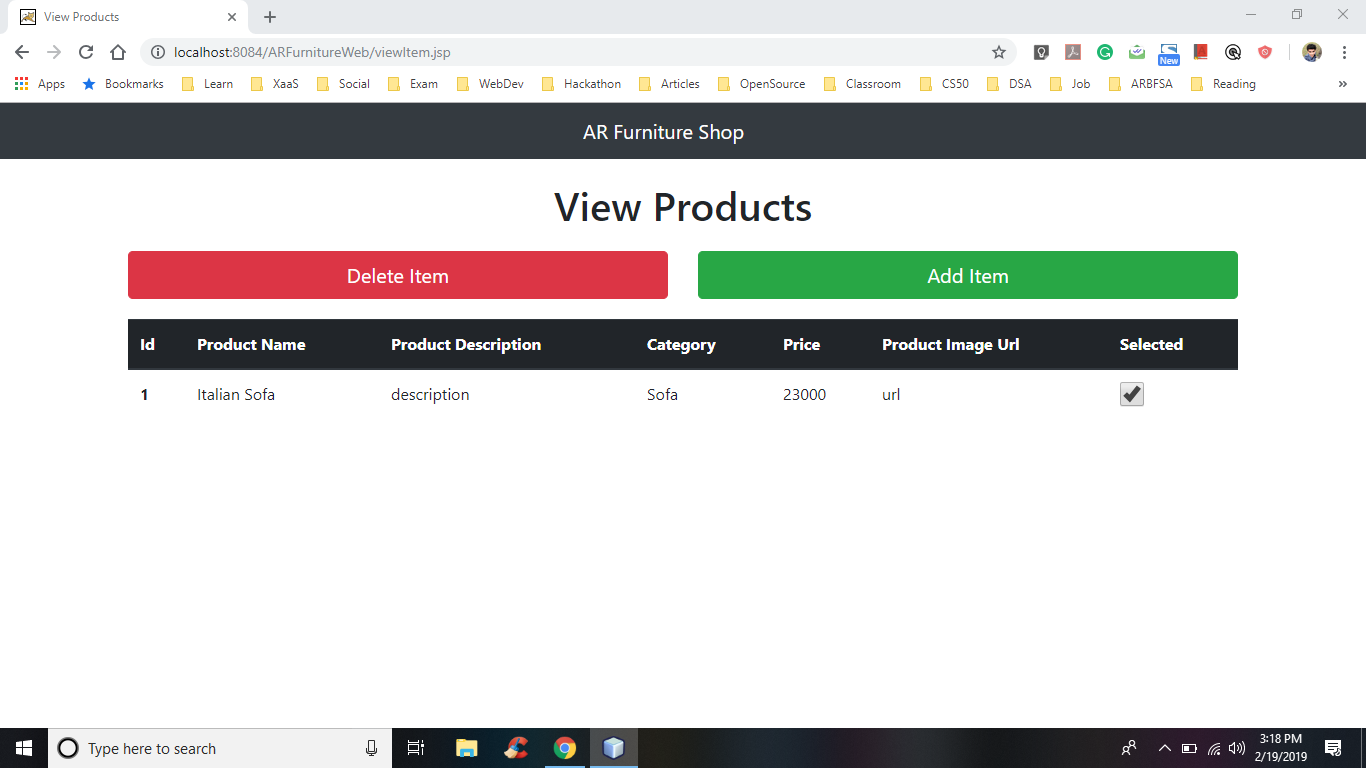 View Products
localhost:8084/ARFurnitureWeb/viewItem.jsp
New
Apps Bookmarks Learn XaaS Social Exam WebDev Hackathon Articles OpenSource Classroom CS50 DSA Job ARBFSA Reading »
AR Furniture Shop
View Products
Delete Item Add Item
Id Product Name Product Description Category Price Product Image Url Selected
1 Italian Sofa description Sofa 23000 url
Type here to search
3:18 PM
2/19/2019